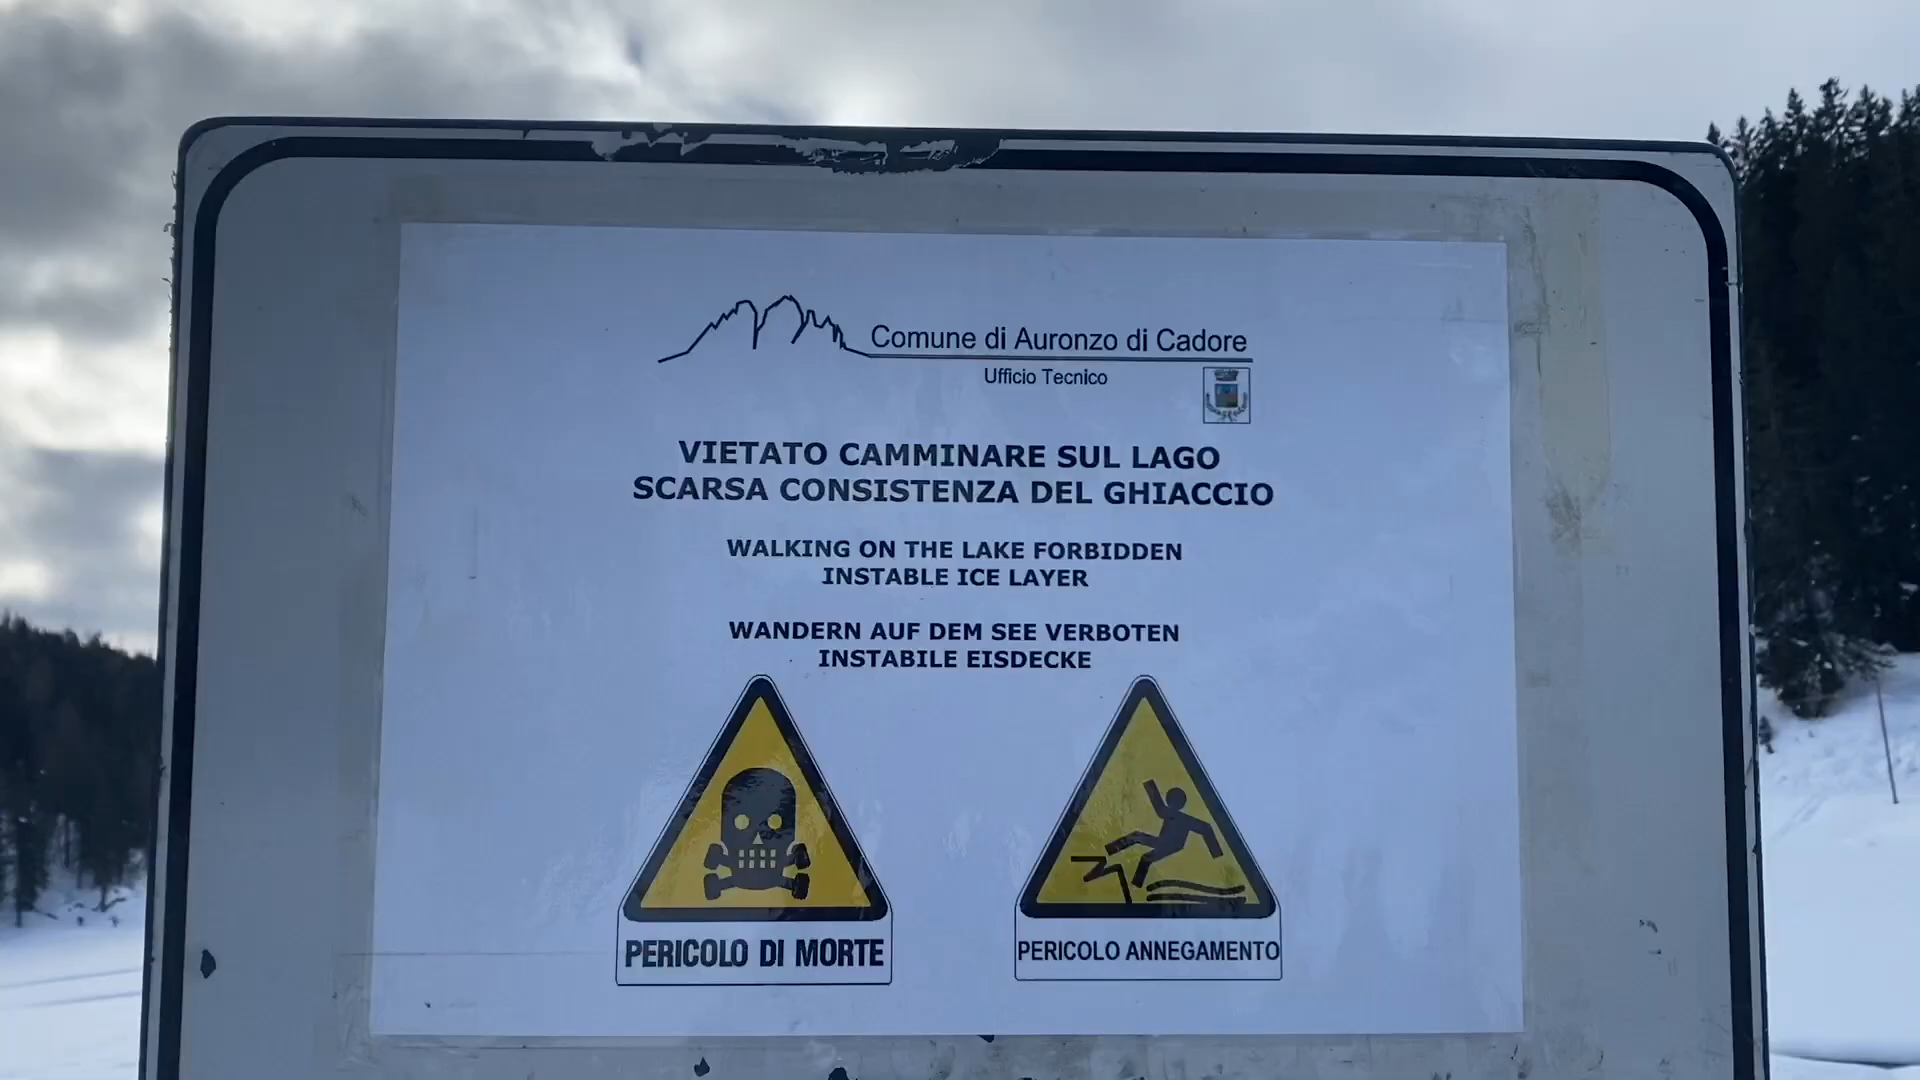 Comune di Auronzo di Cadore
Ufficio Tecnico
VIETATO CAMMINARE SUL LAGO
SCARSA CONSISTENZA DEL GHIACCIO
WALKING ON THE LAKE FORBIDDEN
INSTABLE ICE LAYER
WANDERN AUF DEM SEE VERBOTEN
INSTABILE EISDECKE
PERICOLO DI MORTE
PERICOLO ANNEGAMENTO